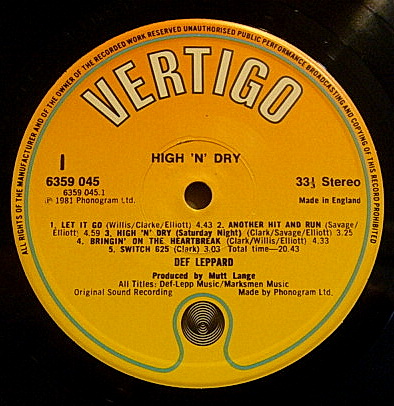 ALL RIGHTS OF THE MANUFACTURER AND OF THE OWNER OF THE RECORDED WORK RESERVED UNAUTHORISED PUBLIC PERFORMANCE BROADCASTING AND COPYING OF THIS RECORD PROHIBITED
VERTIGO
HIGH 'N' DRY
I
6359 045
6359 045.1
℗ 1981 Phonogram Ltd.
33⅓ Stereo
Made in England
1. LET IT GO (Willis/Clarke/Elliott) 4.43 2. ANOTHER HIT AND RUN (Savage/
Elliott) 4.59 3. HIGH 'N' DRY (Saturday Night) (Clark/Savage/Elliott) 3.25
4. BRINGIN' ON THE HEARTBREAK (Clark/Willis/Elliott) 4.33
5. SWITCH 625 (Clark) 3.03 Total time—20.43
DEF LEPPARD
Produced by Mutt Lange
All Titles: Def-Lepp Music/Marksmen Music
Original Sound Recording Made by Phonogram Ltd.